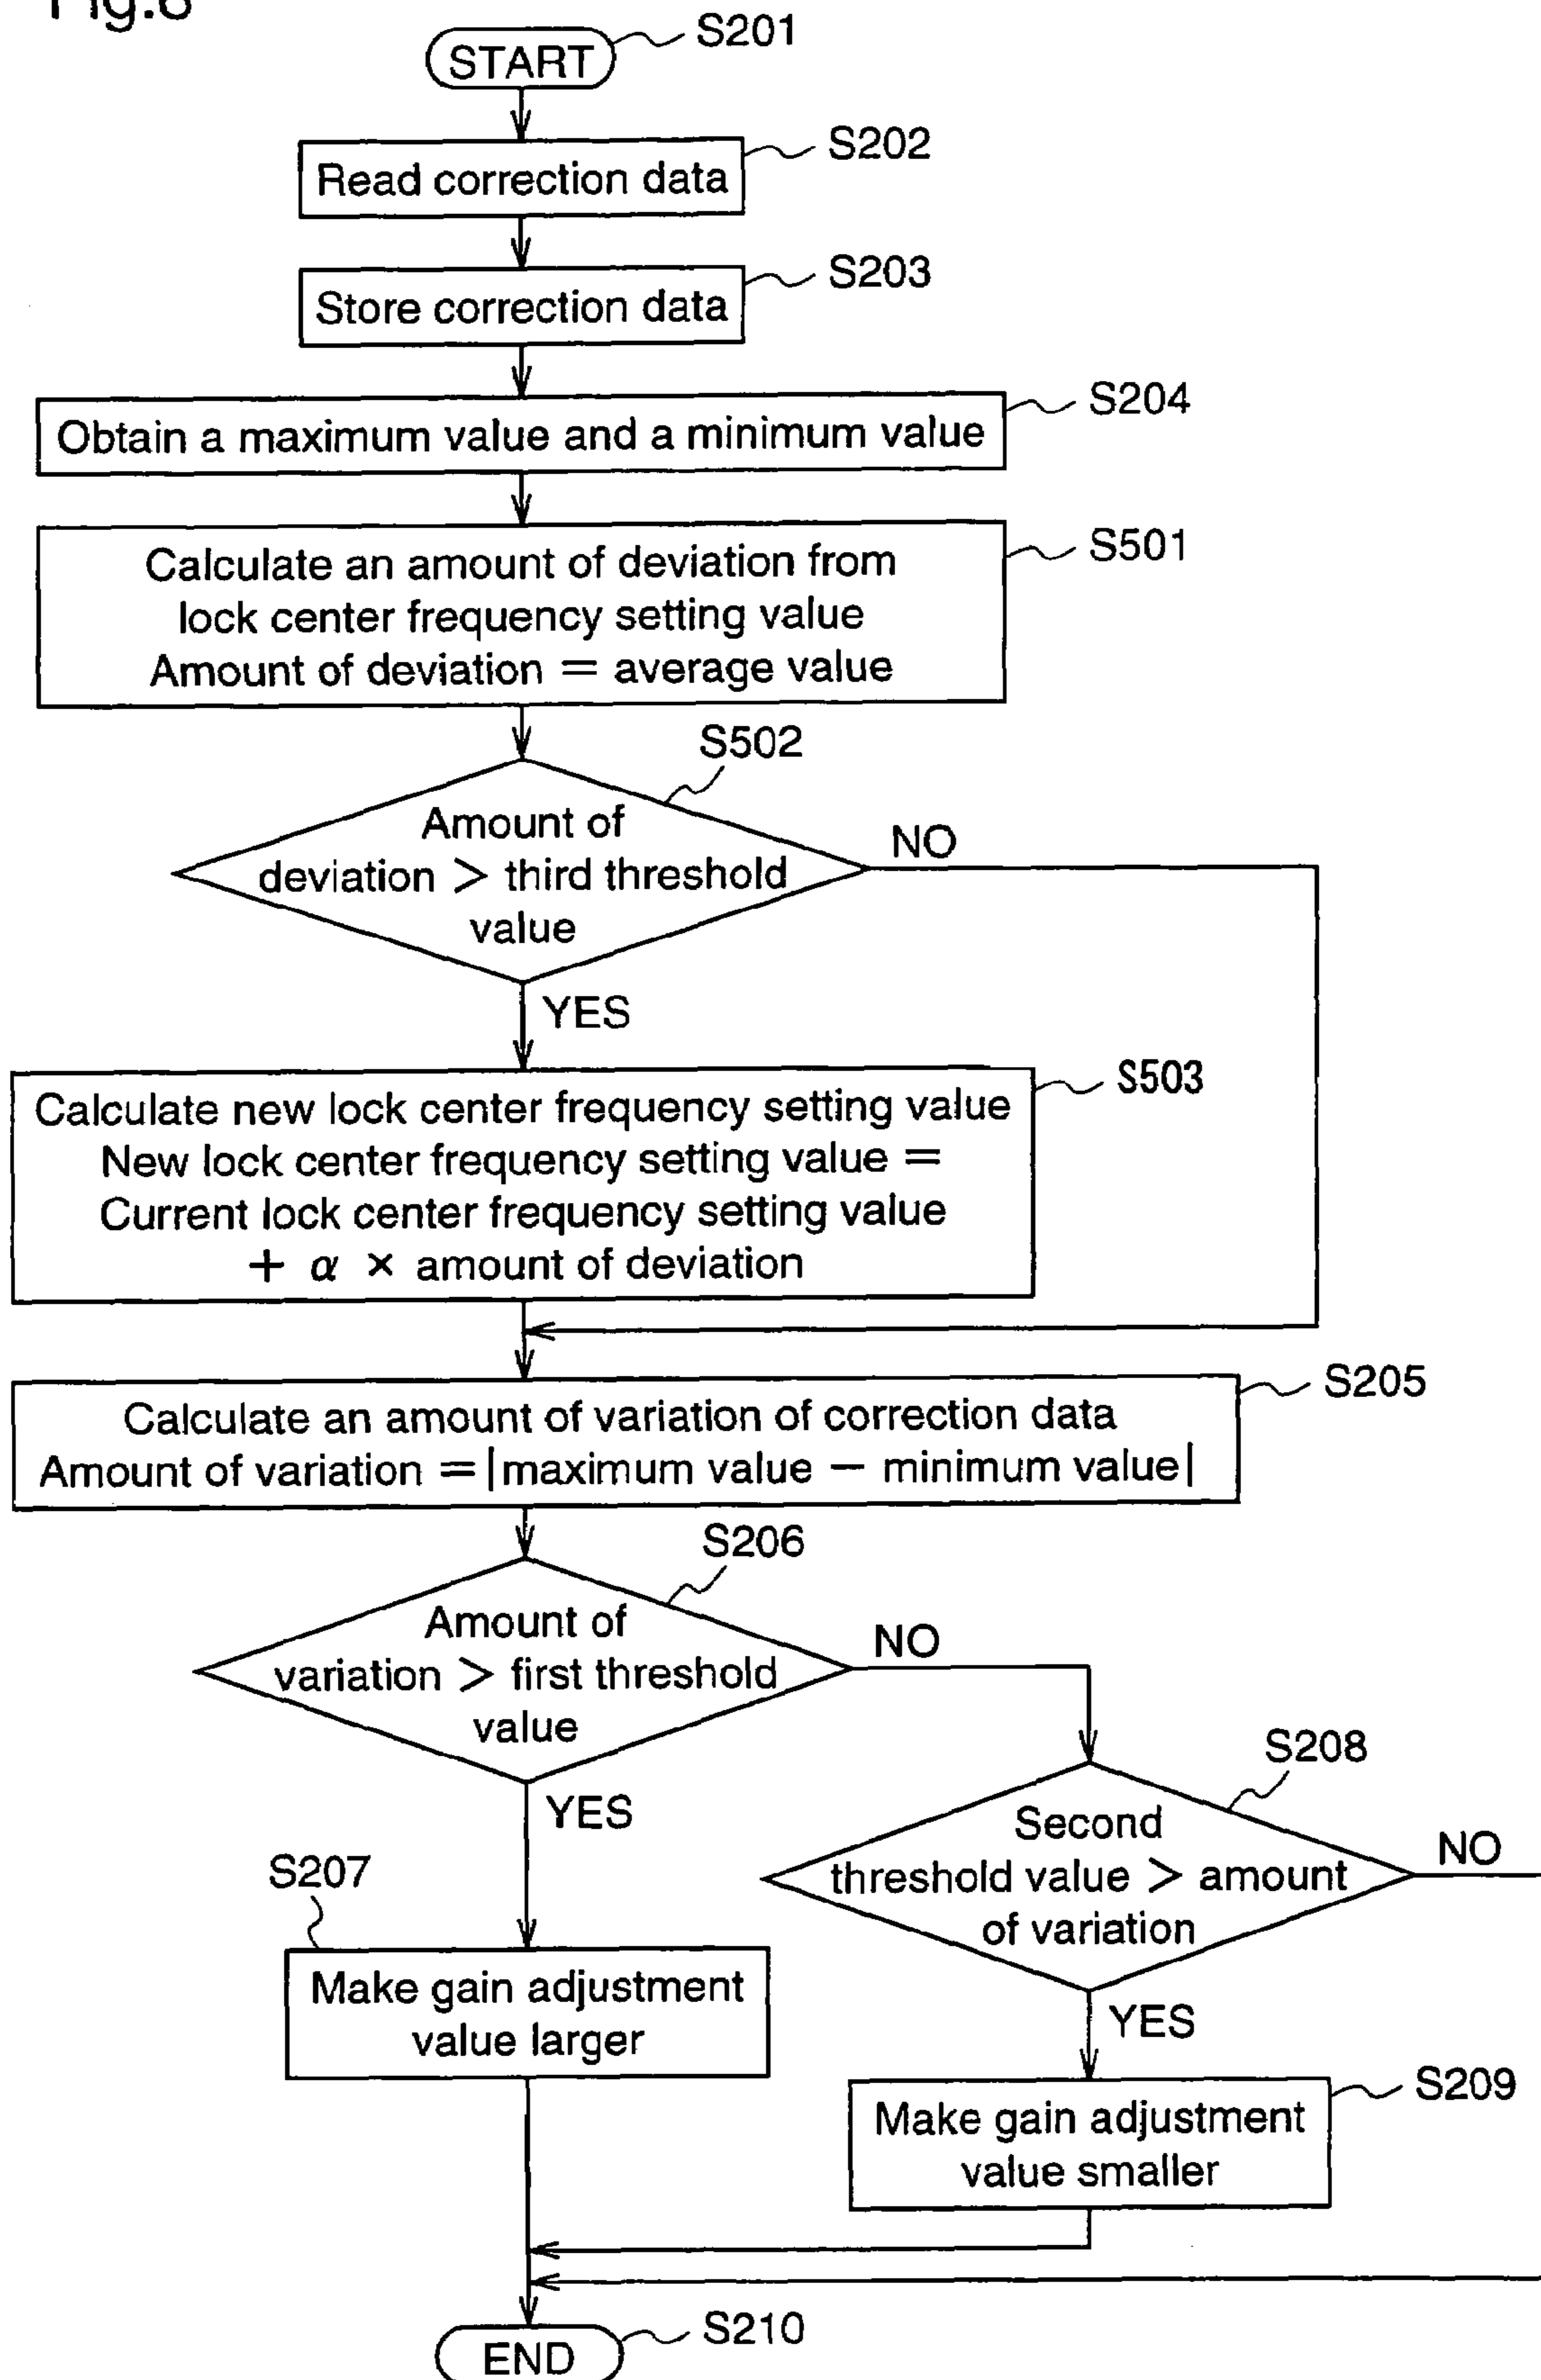 START
S201
Read correction data
S202
Store correction data
S203
Obtain a maximum value and a minimum value
S204
Calculate an amount of deviation from
lock center frequency setting value
Amount of deviation = average value
S501
S502
Amount of
deviation > third threshold
value
NO
YES
Calculate new lock center frequency setting value
New lock center frequency setting value =
Current lock center frequency setting value
+ α × amount of deviation
S503
Calculate an amount of variation of correction data
Amount of variation = |maximum value − minimum value|
S205
S206
Amount of
variation > first threshold
value
NO
YES
S208
Second
threshold value > amount
of variation
NO
YES
S207
Make gain adjustment
value larger
Make gain adjustment
value smaller
S209
END
S210